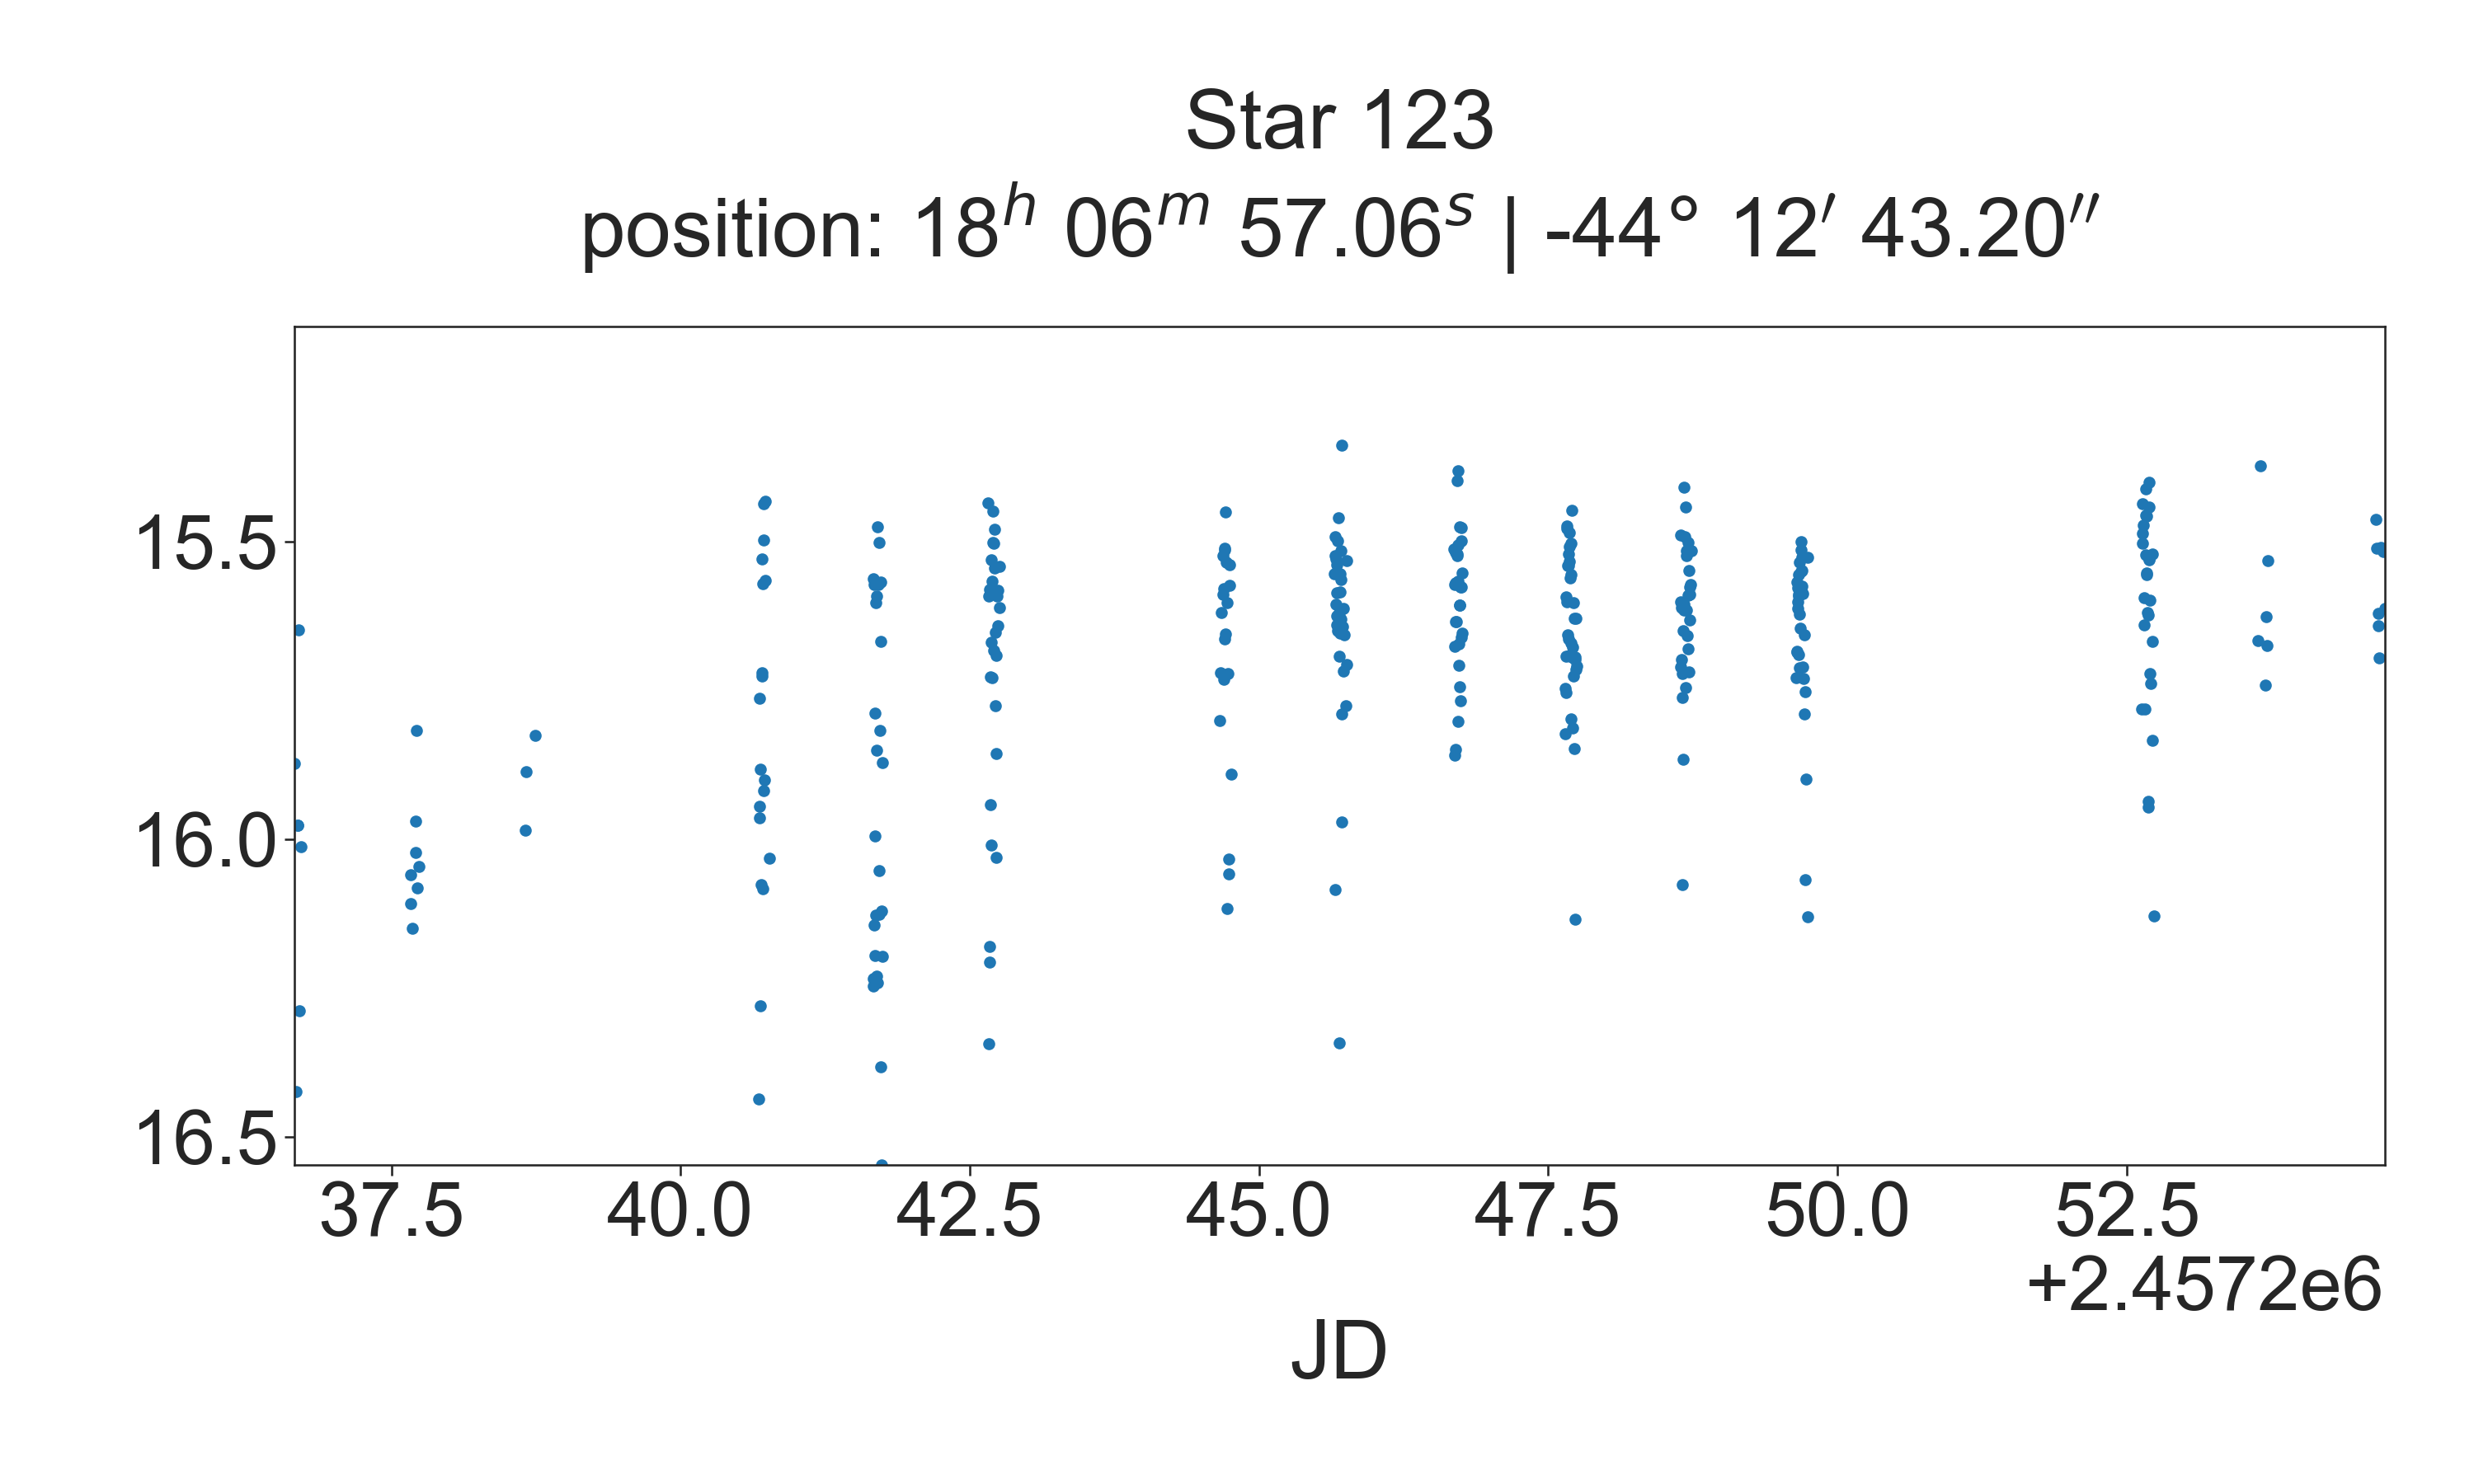 Star 123
position: 18ʰ 06ᵐ 57.06ˢ | -44° 12′ 43.20″
15.5
16.0
16.5
37.5 40.0 42.5 45.0 47.5 50.0 52.5
+2.4572e6
JD